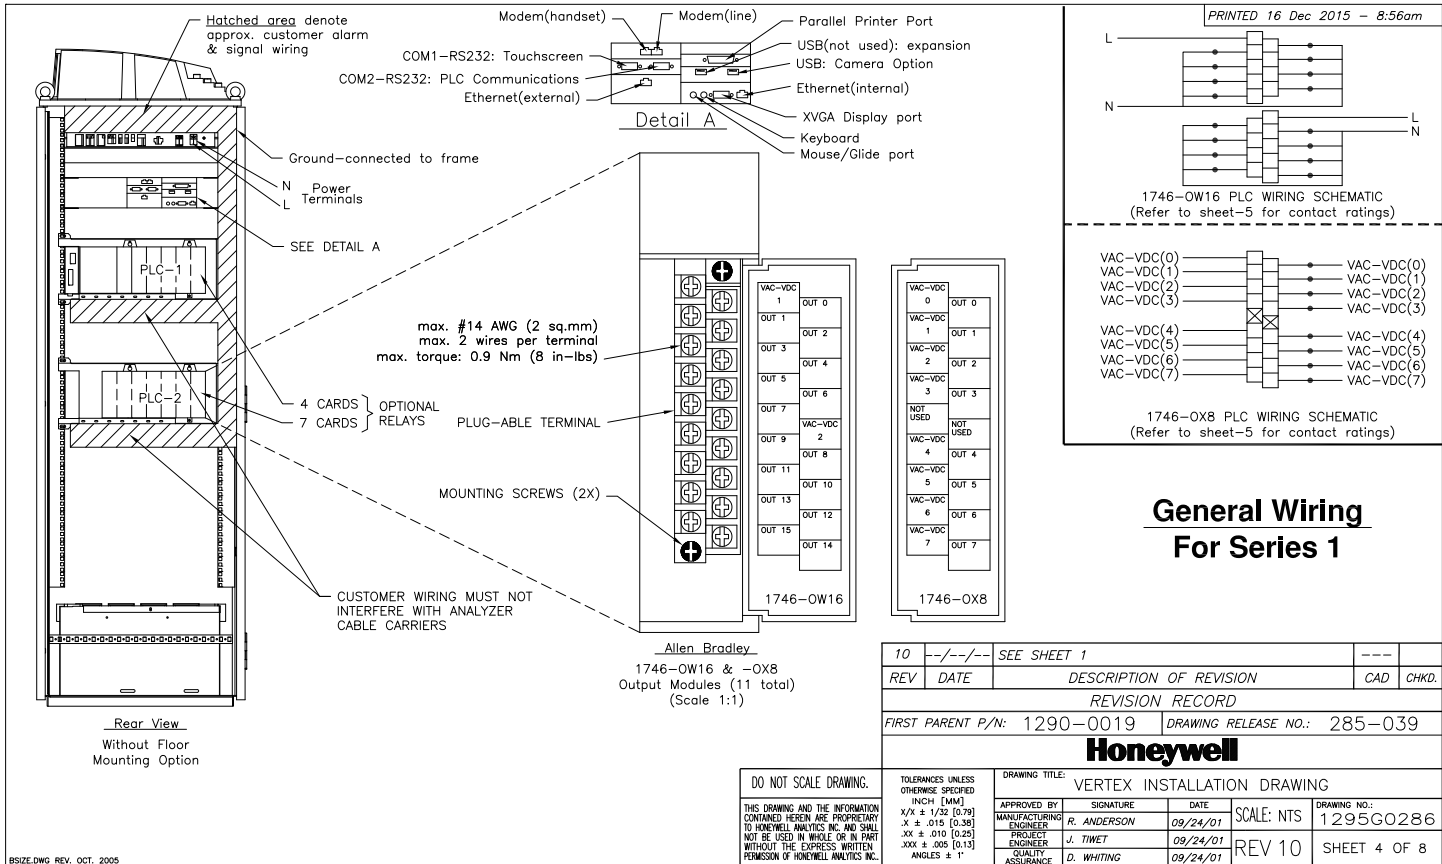 Hatched area denote
approx. customer alarm
& signal wiring
Modem(handset)
Modem(line)
COM1-RS232: Touchscreen
COM2-RS232: PLC Communications
Ethernet(external)
Parallel Printer Port
USB(not used): expansion
USB: Camera Option
Ethernet(internal)
XVGA Display port
Keyboard
Mouse/Glide port
Detail A
Ground-connected to frame
N
L
Power
Terminals
SEE DETAIL A
PLC-1
PLC-2
4 CARDS
7 CARDS
OPTIONAL
RELAYS
CUSTOMER WIRING MUST NOT
INTERFERE WITH ANALYZER
CABLE CARRIERS
Rear View
Without Floor
Mounting Option
max. #14 AWG (2 sq.mm)
max. 2 wires per terminal
max. torque: 0.9 Nm (8 in-lbs)
PLUG-ABLE TERMINAL
MOUNTING SCREWS (2X)
VAC-VDC
1
OUT 0
OUT 1
OUT 2
OUT 3
OUT 4
OUT 5
OUT 6
OUT 7
VAC-VDC
2
OUT 9
OUT 8
OUT 11
OUT 10
OUT 13
OUT 12
OUT 15
OUT 14
1746-OW16
VAC-VDC
0
OUT 0
VAC-VDC
1
OUT 1
VAC-VDC
2
OUT 2
VAC-VDC
3
OUT 3
NOT
USED
NOT
USED
VAC-VDC
4
OUT 4
VAC-VDC
5
OUT 5
VAC-VDC
6
OUT 6
VAC-VDC
7
OUT 7
1746-OX8
Allen Bradley
1746-OW16 & -OX8
Output Modules (11 total)
(Scale 1:1)
PRINTED 16 Dec 2015 - 8:56am
L
N
L
N
1746-OW16 PLC WIRING SCHEMATIC
(Refer to sheet-5 for contact ratings)
VAC-VDC(0)
VAC-VDC(1)
VAC-VDC(2)
VAC-VDC(3)
VAC-VDC(4)
VAC-VDC(5)
VAC-VDC(6)
VAC-VDC(7)
VAC-VDC(0)
VAC-VDC(1)
VAC-VDC(2)
VAC-VDC(3)
VAC-VDC(4)
VAC-VDC(5)
VAC-VDC(6)
VAC-VDC(7)
1746-OX8 PLC WIRING SCHEMATIC
(Refer to sheet-5 for contact ratings)
General Wiring
For Series 1
10 --/--/-- SEE SHEET 1 ---
REV DATE DESCRIPTION OF REVISION CAD CHKD.
REVISION RECORD
FIRST PARENT P/N: 1290-0019 DRAWING RELEASE NO.: 285-039
Honeywell
DO NOT SCALE DRAWING.
THIS DRAWING AND THE INFORMATION
CONTAINED HEREIN ARE PROPRIETARY
TO HONEYWELL ANALYTICS INC. AND SHALL
NOT BE USED IN WHOLE OR IN PART
WITHOUT THE EXPRESS WRITTEN
PERMISSION OF HONEYWELL ANALYTICS INC..
TOLERANCES UNLESS
OTHERWISE SPECIFIED
INCH [MM]
X/X ± 1/32 [0.79]
.X ± .015 [0.38]
.XX ± .010 [0.25]
.XXX ± .005 [0.13]
ANGLES ± 1°
DRAWING TITLE:
VERTEX INSTALLATION DRAWING
APPROVED BY SIGNATURE DATE
MANUFACTURING
ENGINEER R. ANDERSON 09/24/01
PROJECT
ENGINEER J. TIWET 09/24/01
QUALITY
ASSURANCE D. WHITING 09/24/01
SCALE: NTS
DRAWING NO.:
1295G0286
REV 10
SHEET 4 OF 8
BSIZE.DWG REV. OCT. 2005